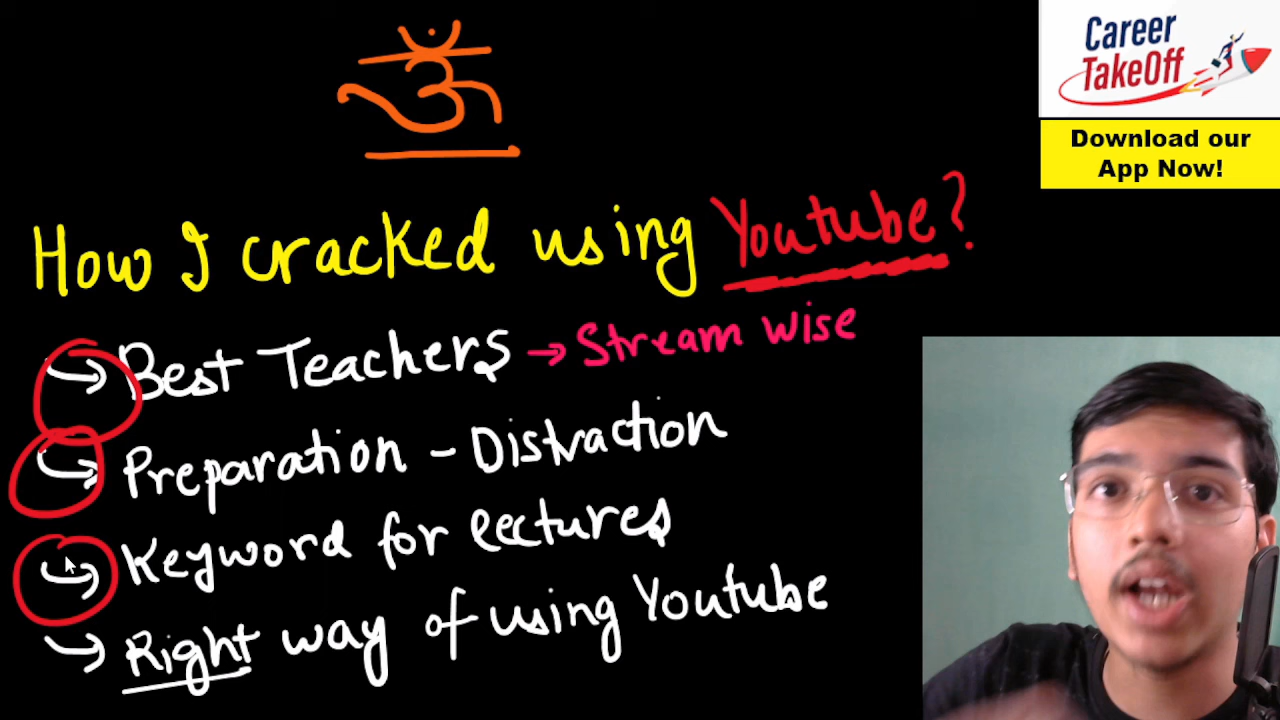 ॐ
Career
TakeOff
Download our
App Now!
How I cracked using Youtube?
→ Best Teachers → Stream wise
→ Preparation - Distraction
→ Keyword for lectures
→ Right way of using Youtube